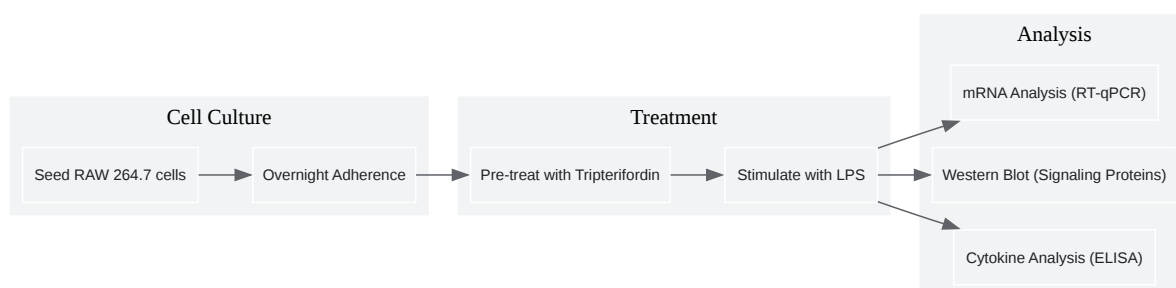 Cell Culture
Seed RAW 264.7 cells
Overnight Adherence
Treatment
Pre-treat with Tripterifordin
Stimulate with LPS
Analysis
mRNA Analysis (RT-qPCR)
Western Blot (Signaling Proteins)
Cytokine Analysis (ELISA)